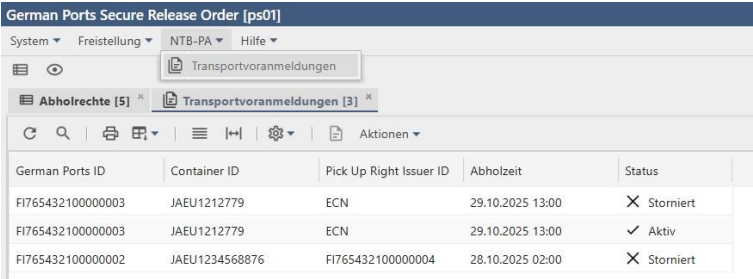 German Ports Secure Release Order [ps01]
System Freistellung NTB-PA Hilfe
Transportvoranmeldungen
Abholrechte [5] Transportvoranmeldungen [3]
Aktionen
German Ports ID Container ID Pick Up Right Issuer ID Abholzeit Status
FI765432100000003 JAEU1212779 ECN 29.10.2025 13:00 Storniert
FI765432100000003 JAEU1212779 ECN 29.10.2025 13:00 Aktiv
FI765432100000002 JAEU1234568876 FI765432100000004 28.10.2025 02:00 Storniert